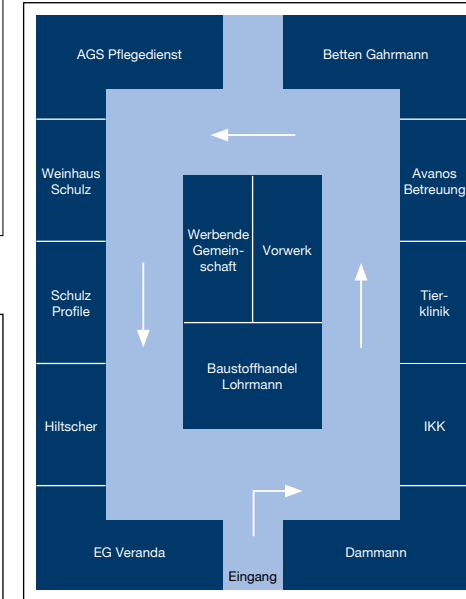 AGS Pflegedienst
Betten Gahrmann
Weinhaus
Schulz
Avanos
Betreuung
Werbende
Gemein-
schaft
Vorwerk
Schulz
Profile
Tier-
klinik
Baustoffhandel
Lohrmann
Hiltscher
IKK
EG Veranda
Dammann
Eingang